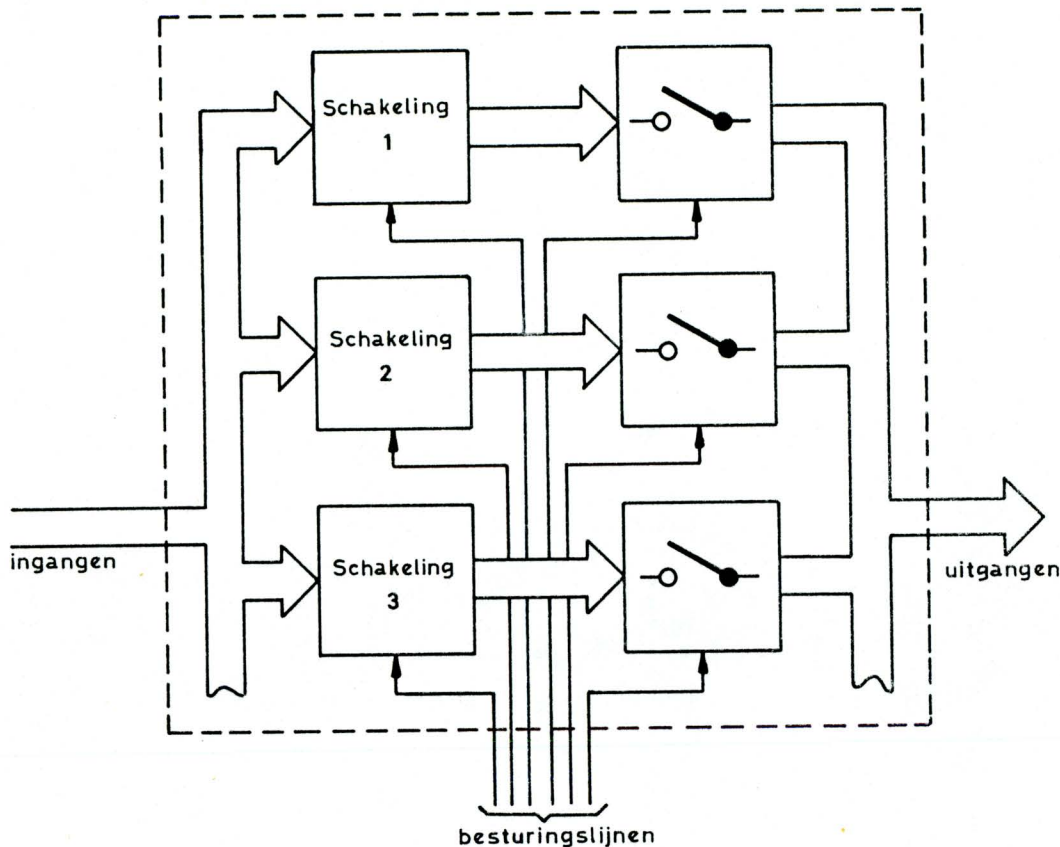 Schakeling
1
Schakeling
2
Schakeling
3
ingangen
uitgangen
besturingslijnen